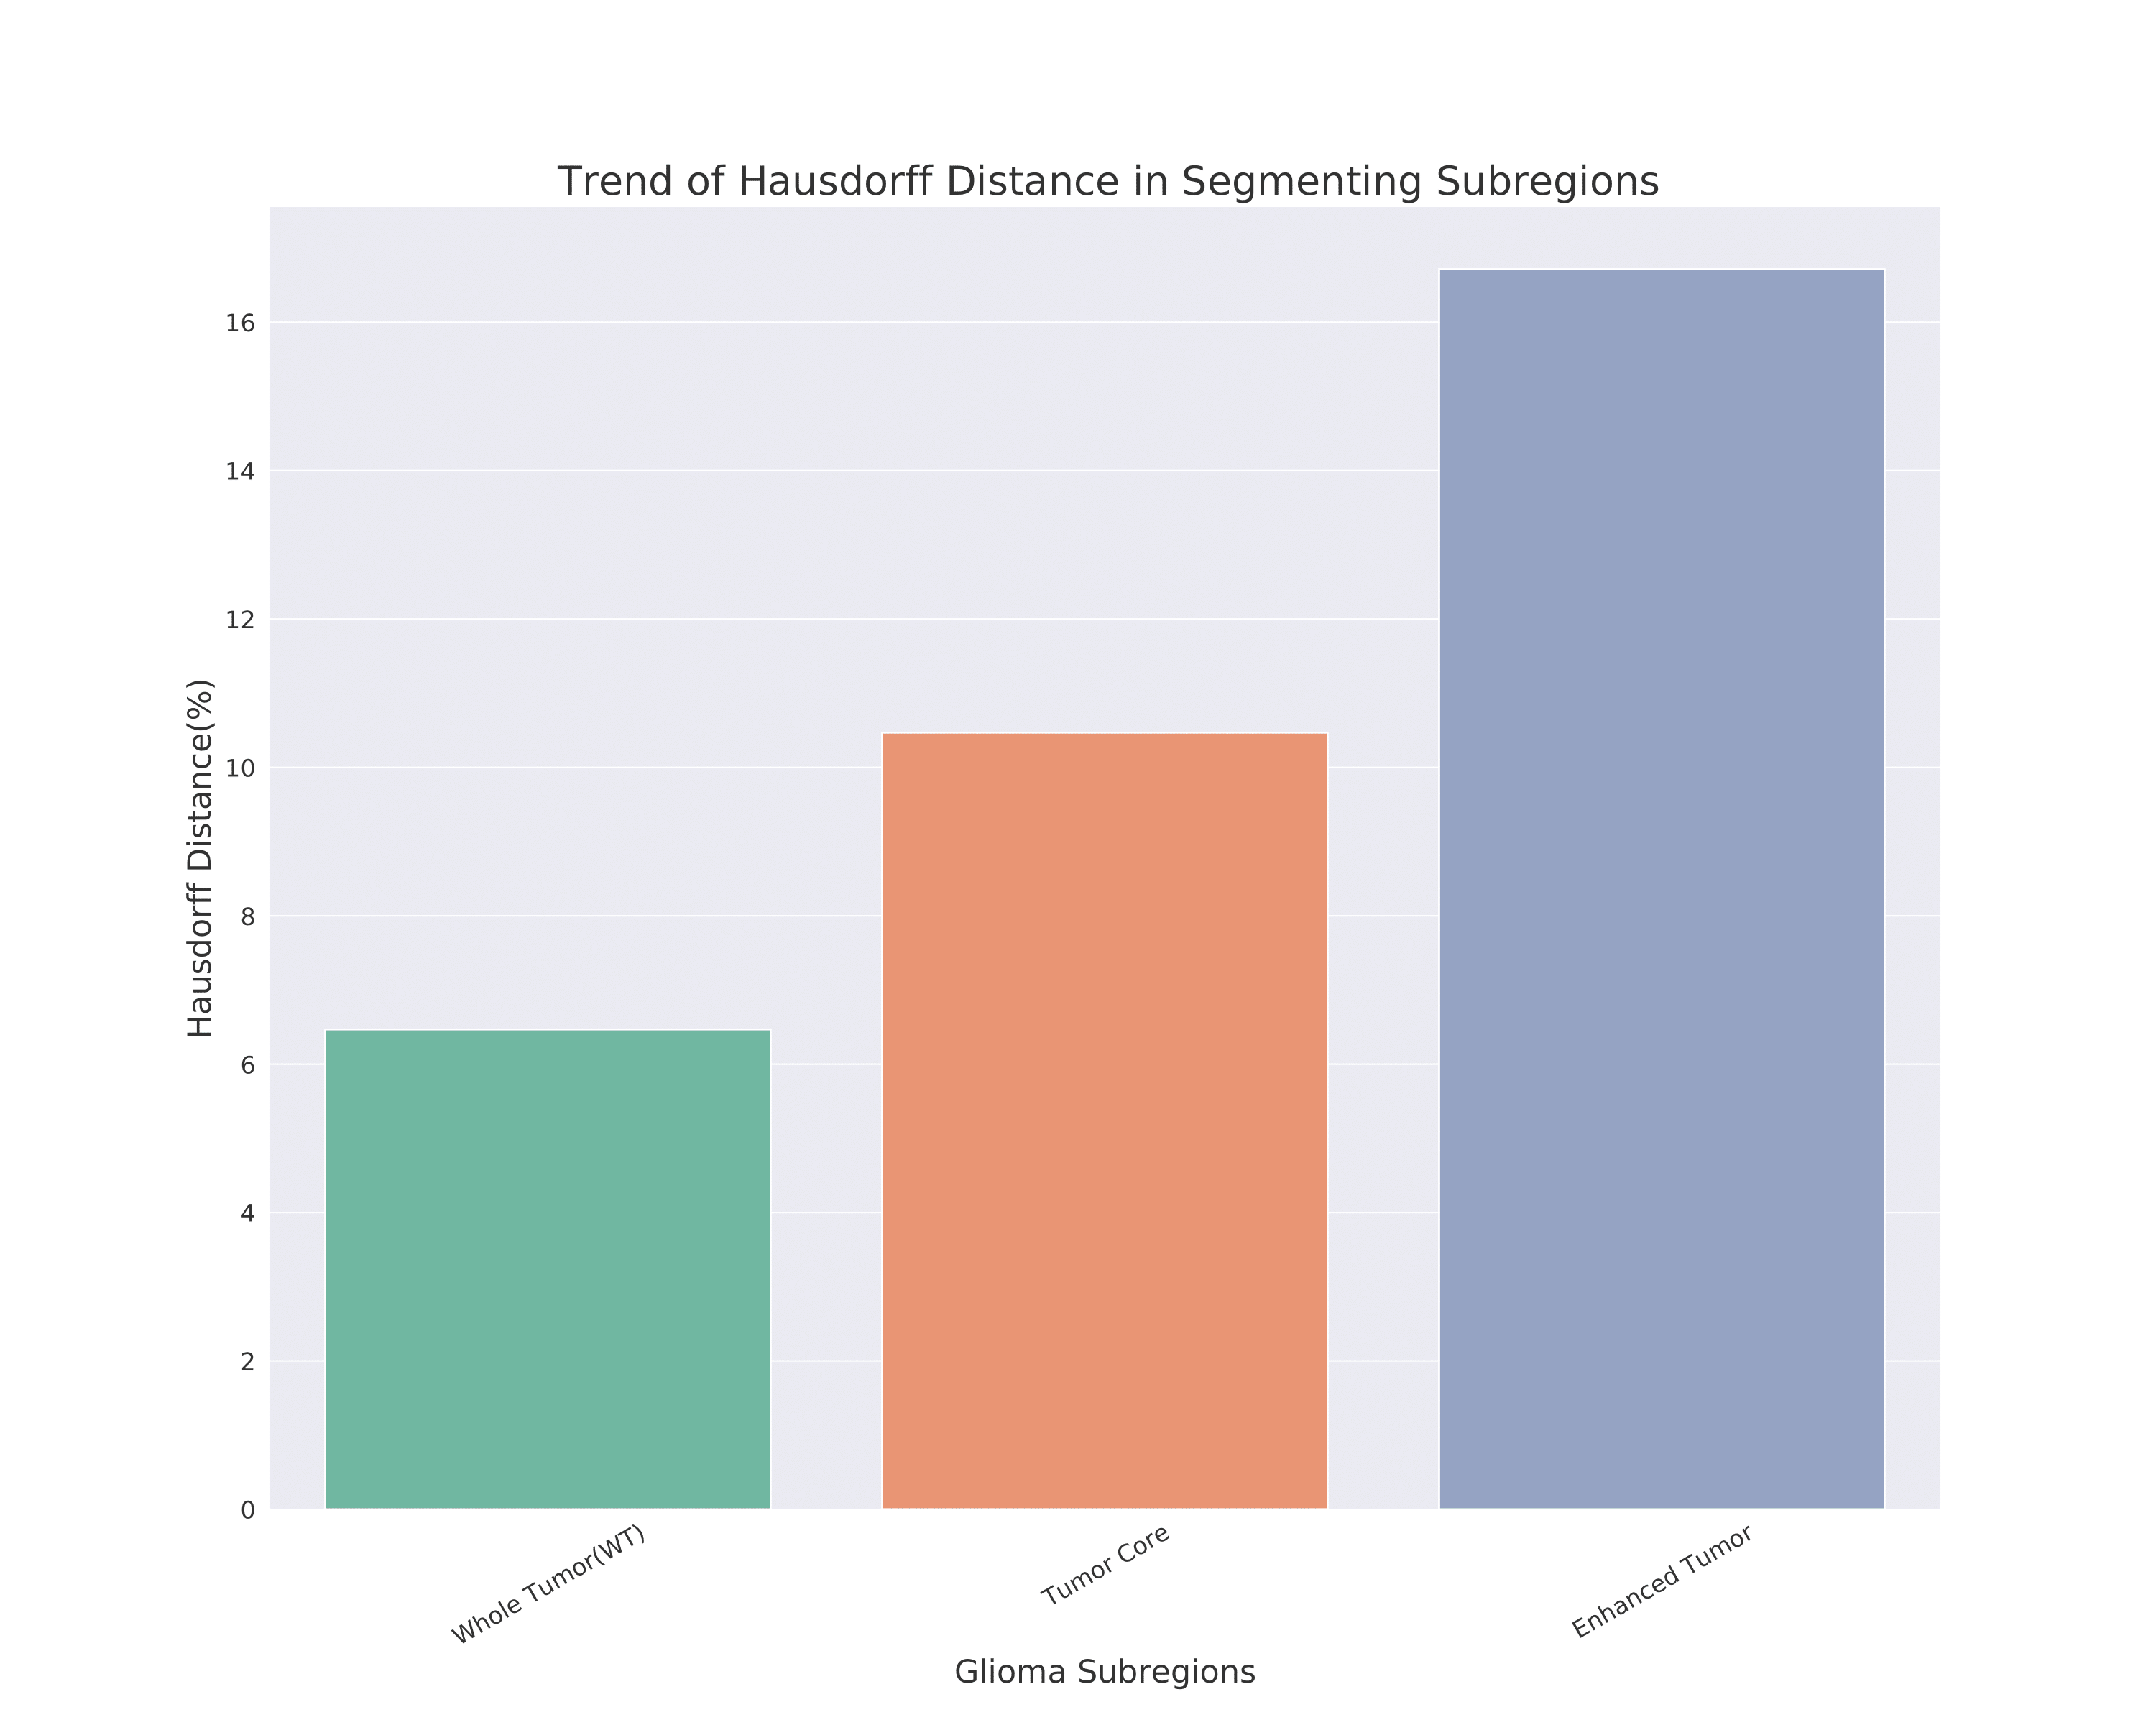 Trend of Hausdorff Distance in Segmenting Subregions
Hausdorff Distance(%)
16
14
12
10
8
6
4
2
0
Whole Tumor(WT)
Tumor Core
Enhanced Tumor
Glioma Subregions